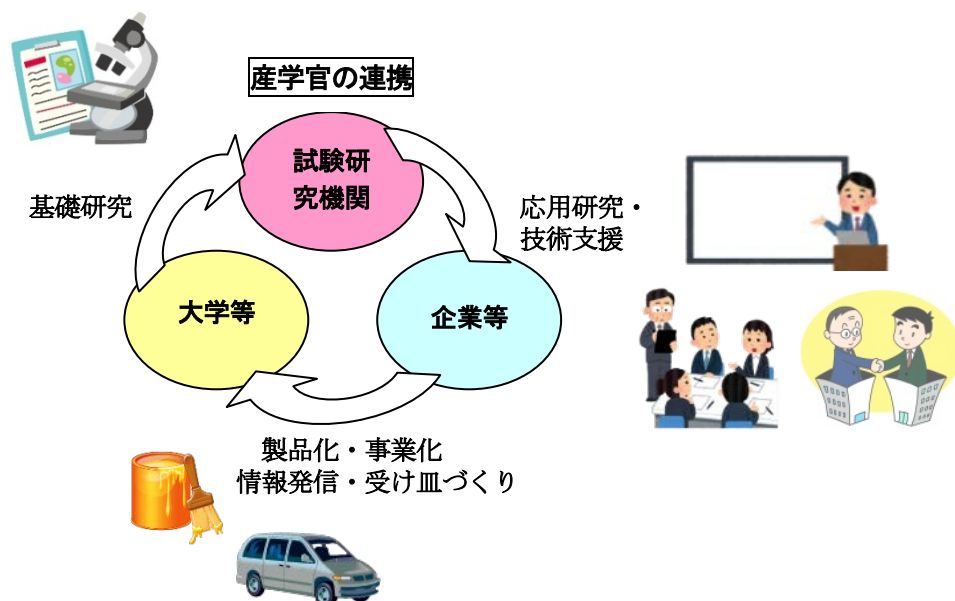 産学官の連携
試験研
究機関
基礎研究
応用研究・
技術支援
大学等
企業等
製品化・事業化
情報発信・受け皿づくり